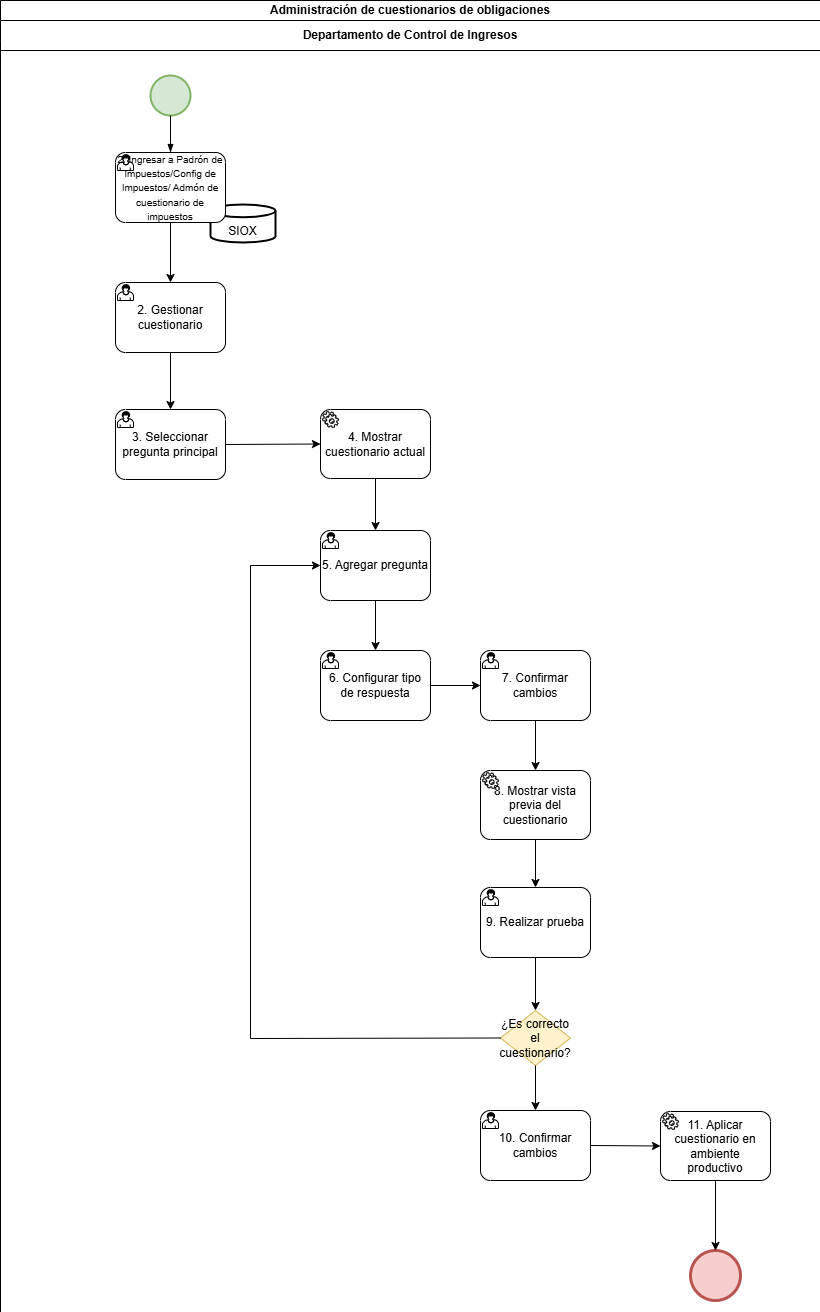 Administración de cuestionarios de obligaciones
Departamento de Control de Ingresos
Ingresar a Padrón de
Impuestos/Config de
Impuestos/ Admón de
cuestionario de
impuestos
SIOX
2. Gestionar
cuestionario
3. Seleccionar
pregunta principal
4. Mostrar
cuestionario actual
5. Agregar pregunta
6. Configurar tipo
de respuesta
7. Confirmar
cambios
8. Mostrar vista
previa del
cuestionario
9. Realizar prueba
¿Es correcto
el
cuestionario?
10. Confirmar
cambios
11. Aplicar
cuestionario en
ambiente
productivo